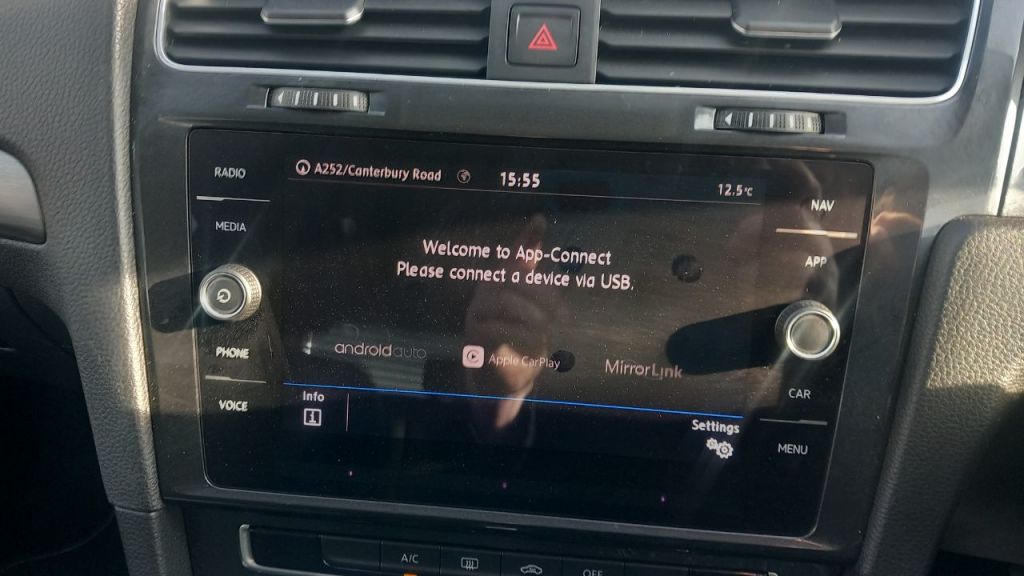 RADIO
MEDIA
PHONE
VOICE
A252/Canterbury Road 15:55 12.5°C
Welcome to App-Connect
Please connect a device via USB.
androidauto Apple CarPlay MirrorLink
Info
Settings
NAV
APP
CAR
MENU
A/C OFF